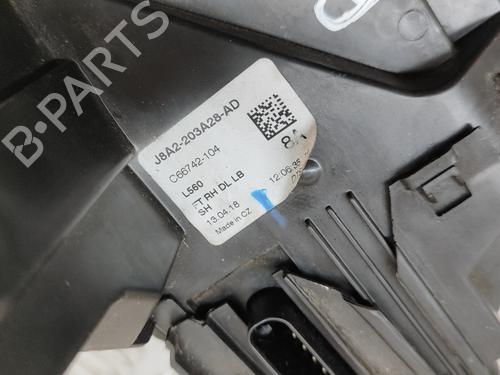 J8A2-203A28-AD
C66742-104
L560
FT RH DL LB
SH
13.04.18
12:06:35
Made in CZ
B-PARTS